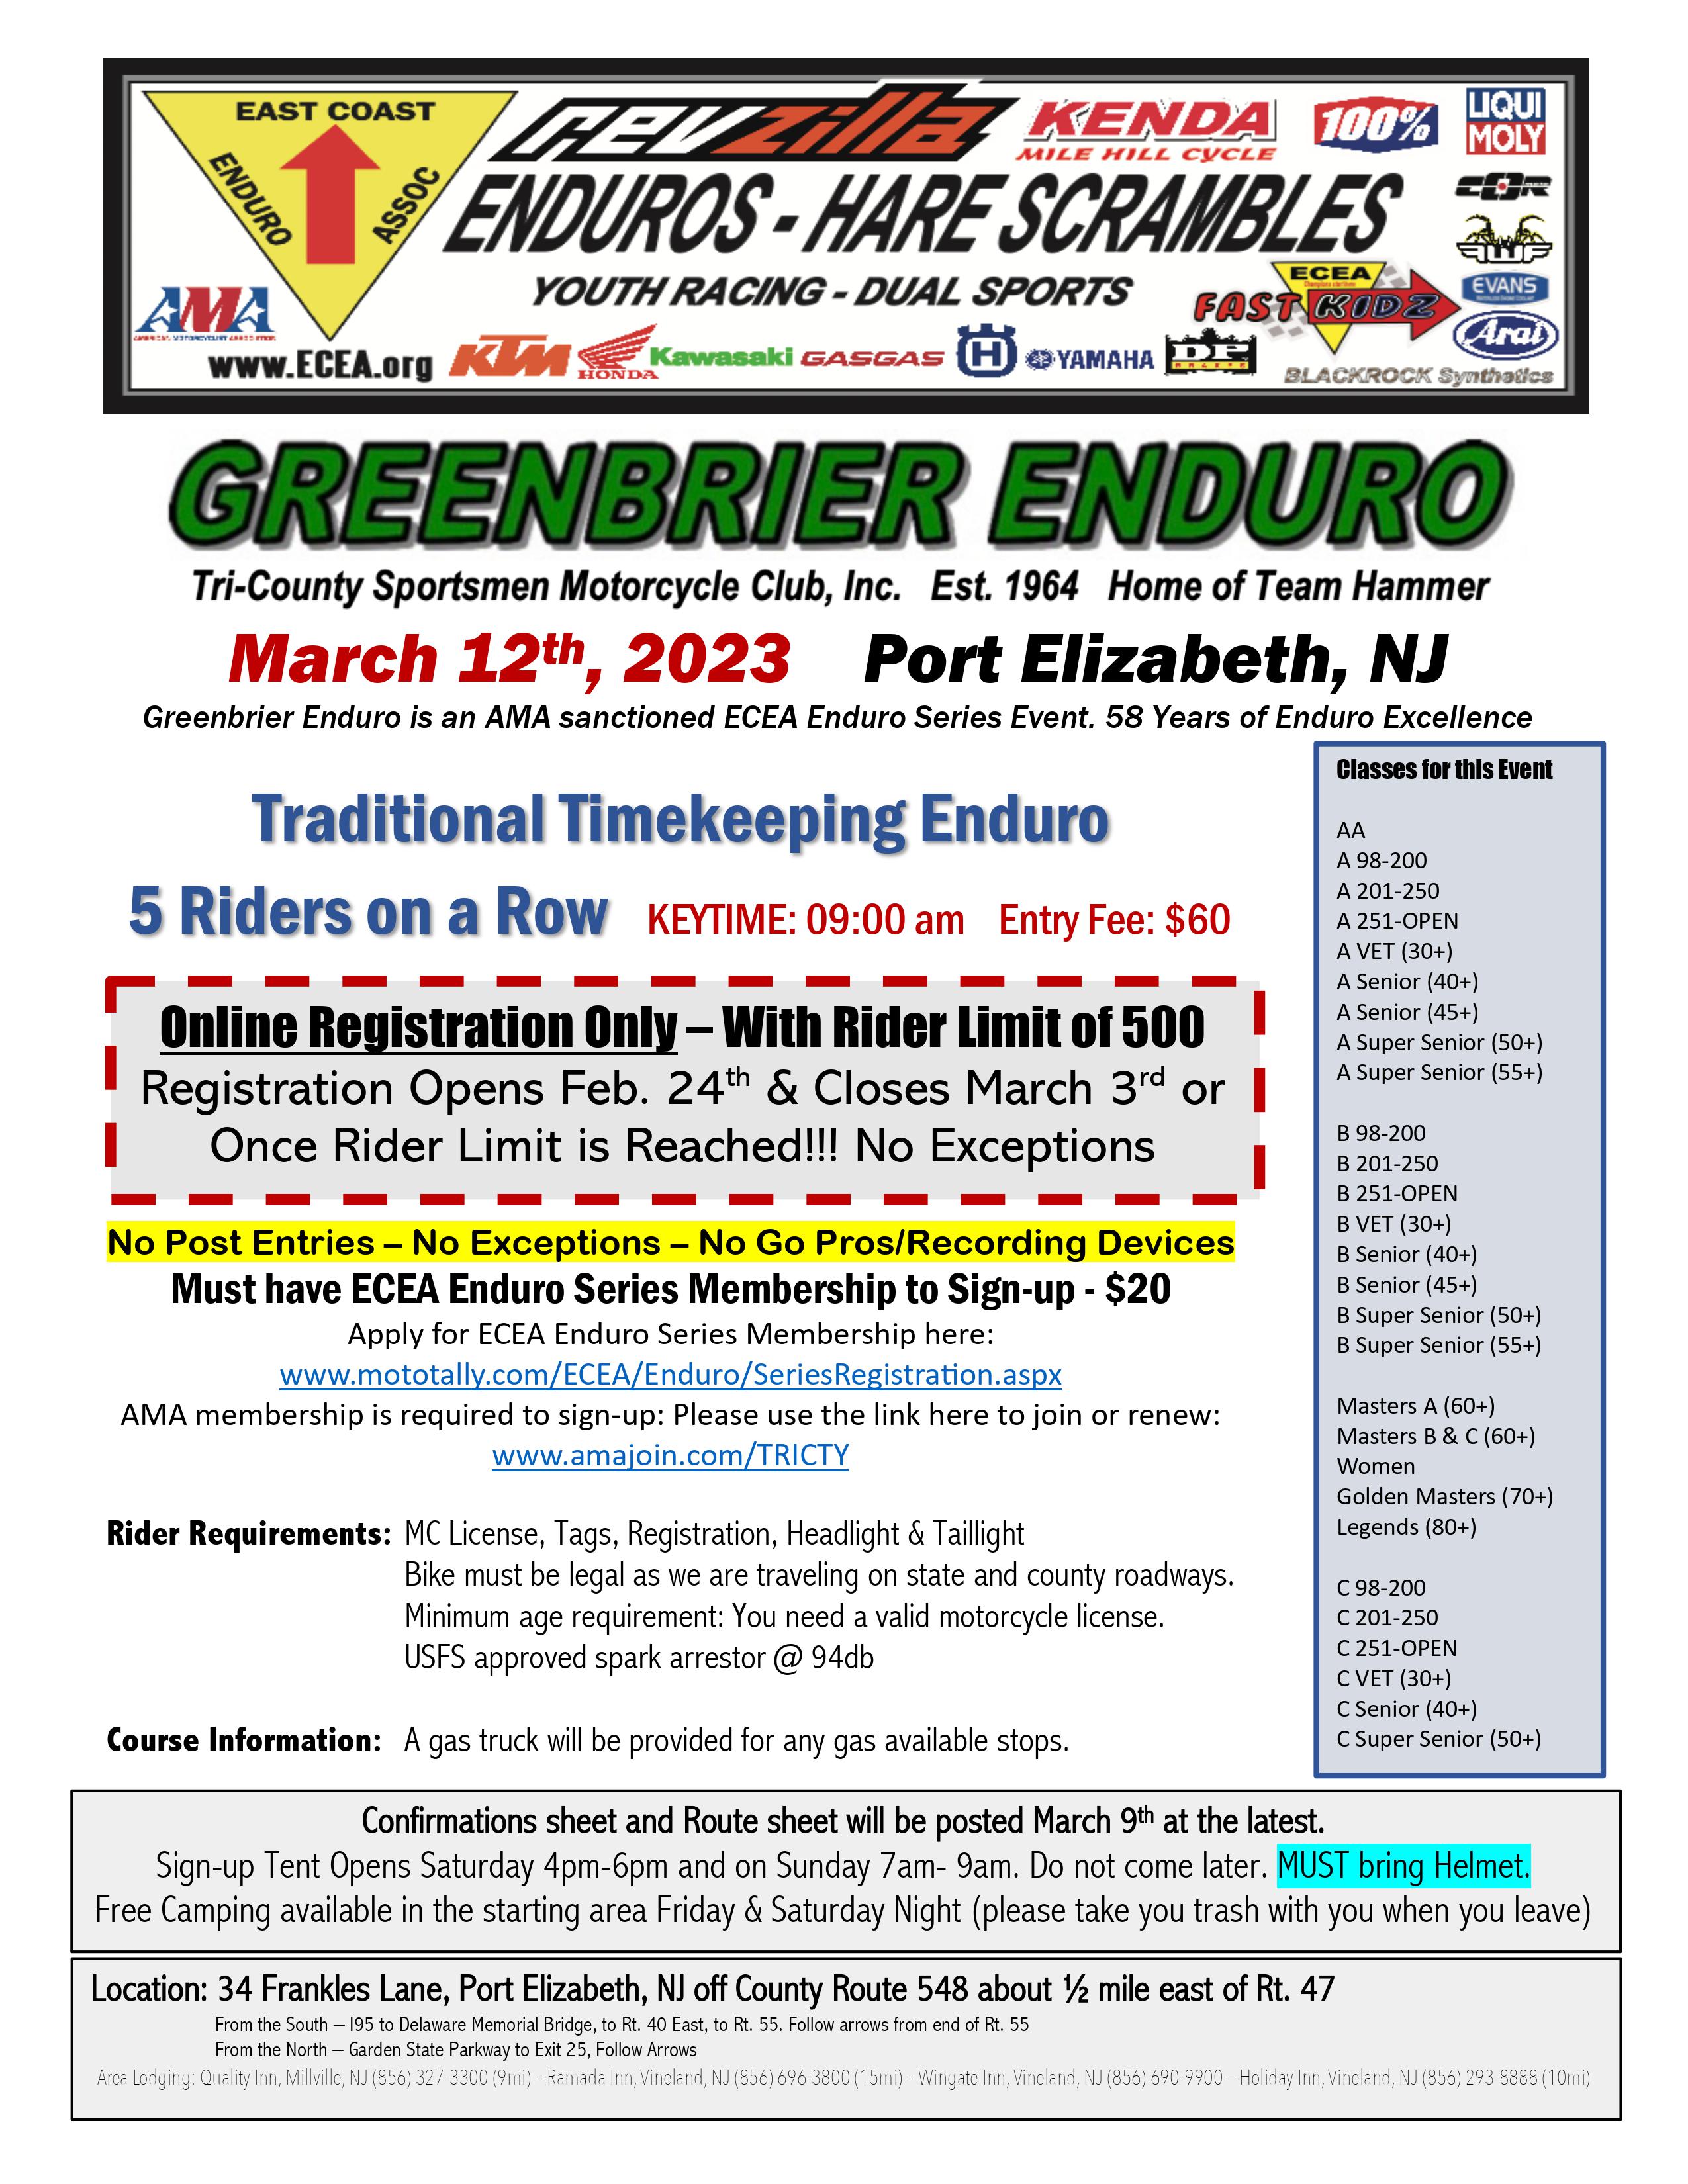 EAST COAST
ENDURO
ASSOC
revzilla
KENDA
MILE HILL CYCLE
100%
LIQUI
MOLY
ENDUROS - HARE SCRAMBLES
YOUTH RACING - DUAL SPORTS
ECEA
FAST KIDZ
EVANS
Arai
AMA
AMERICAN MOTORCYCLIST ASSOCIATION
www.ECEA.org
KTM
HONDA
Kawasaki
GASGAS
H
YAMAHA
BLACKROCK Synthetics
GREENBRIER ENDURO
Tri-County Sportsmen Motorcycle Club, Inc. Est. 1964 Home of Team Hammer
March 12th, 2023 Port Elizabeth, NJ
Greenbrier Enduro is an AMA sanctioned ECEA Enduro Series Event. 58 Years of Enduro Excellence
Traditional Timekeeping Enduro
5 Riders on a Row KEYTIME: 09:00 am Entry Fee: $60
Online Registration Only – With Rider Limit of 500
Registration Opens Feb. 24th & Closes March 3rd or
Once Rider Limit is Reached!!! No Exceptions
No Post Entries – No Exceptions – No Go Pros/Recording Devices
Must have ECEA Enduro Series Membership to Sign-up - $20
Apply for ECEA Enduro Series Membership here:
www.mototally.com/ECEA/Enduro/SeriesRegistration.aspx
AMA membership is required to sign-up: Please use the link here to join or renew:
www.amajoin.com/TRICTY
Rider Requirements: MC License, Tags, Registration, Headlight & Taillight
Bike must be legal as we are traveling on state and county roadways.
Minimum age requirement: You need a valid motorcycle license.
USFS approved spark arrestor @ 94db
Course Information: A gas truck will be provided for any gas available stops.
Classes for this Event
AA
A 98-200
A 201-250
A 251-OPEN
A VET (30+)
A Senior (40+)
A Senior (45+)
A Super Senior (50+)
A Super Senior (55+)
B 98-200
B 201-250
B 251-OPEN
B VET (30+)
B Senior (40+)
B Senior (45+)
B Super Senior (50+)
B Super Senior (55+)
Masters A (60+)
Masters B & C (60+)
Women
Golden Masters (70+)
Legends (80+)
C 98-200
C 201-250
C 251-OPEN
C VET (30+)
C Senior (40+)
C Super Senior (50+)
Confirmations sheet and Route sheet will be posted March 9th at the latest.
Sign-up Tent Opens Saturday 4pm-6pm and on Sunday 7am- 9am. Do not come later. MUST bring Helmet.
Free Camping available in the starting area Friday & Saturday Night (please take you trash with you when you leave)
Location: 34 Frankles Lane, Port Elizabeth, NJ off County Route 548 about ½ mile east of Rt. 47
From the South – I95 to Delaware Memorial Bridge, to Rt. 40 East, to Rt. 55. Follow arrows from end of Rt. 55
From the North – Garden State Parkway to Exit 25, Follow Arrows
Area Lodging: Quality Inn, Millville, NJ (856) 327-3300 (9mi) – Ramada Inn, Vineland, NJ (856) 696-3800 (15mi) – Wingate Inn, Vineland, NJ (856) 690-9900 – Holiday Inn, Vineland, NJ (856) 293-8888 (10mi)